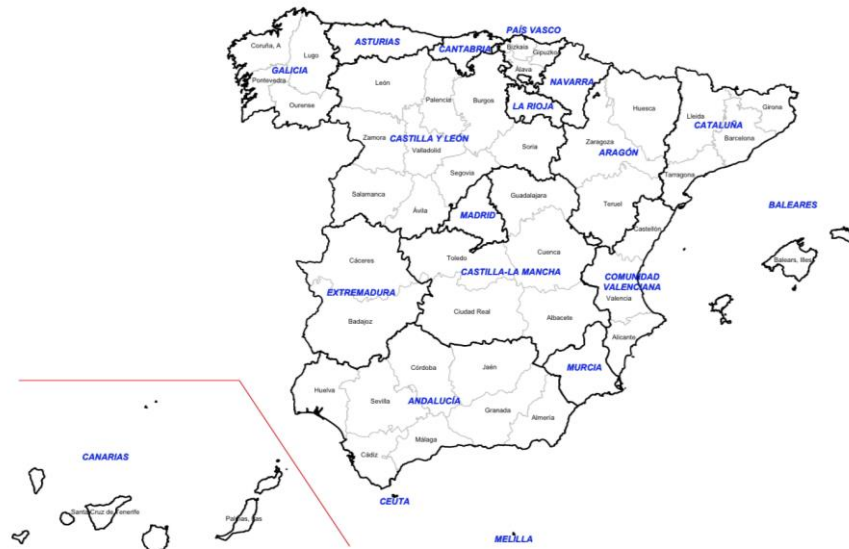 PAÍS VASCO
Coruña, A
ASTURIAS
CANTABRIA
Bizkaia
Gipuzko
Lugo
GALICIA
Álava
Pontevedra
León
NAVARRA
Ourense
Palencia
Burgos
LA RIOJA
Huesca
Girona
Lleida
CATALUÑA
Zamora
CASTILLA Y LEÓN
Barcelona
Valladolid
Soria
Zaragoza
ARAGÓN
Segovia
Tarragona
Salamanca
Ávila
Guadalajara
MADRID
Teruel
BALEARES
Castellón
Cáceres
Toledo
Cuenca
Balears, Illes
CASTILLA-LA MANCHA
COMUNIDAD
VALENCIANA
EXTREMADURA
Valencia
Badajoz
Ciudad Real
Albacete
Alicante
Córdoba
Jaén
MURCIA
Huelva
Sevilla
ANDALUCÍA
Granada
Almería
Málaga
Cádiz
CANARIAS
CEUTA
Santa Cruz de Tenerife
Palmas, Las
MELILLA